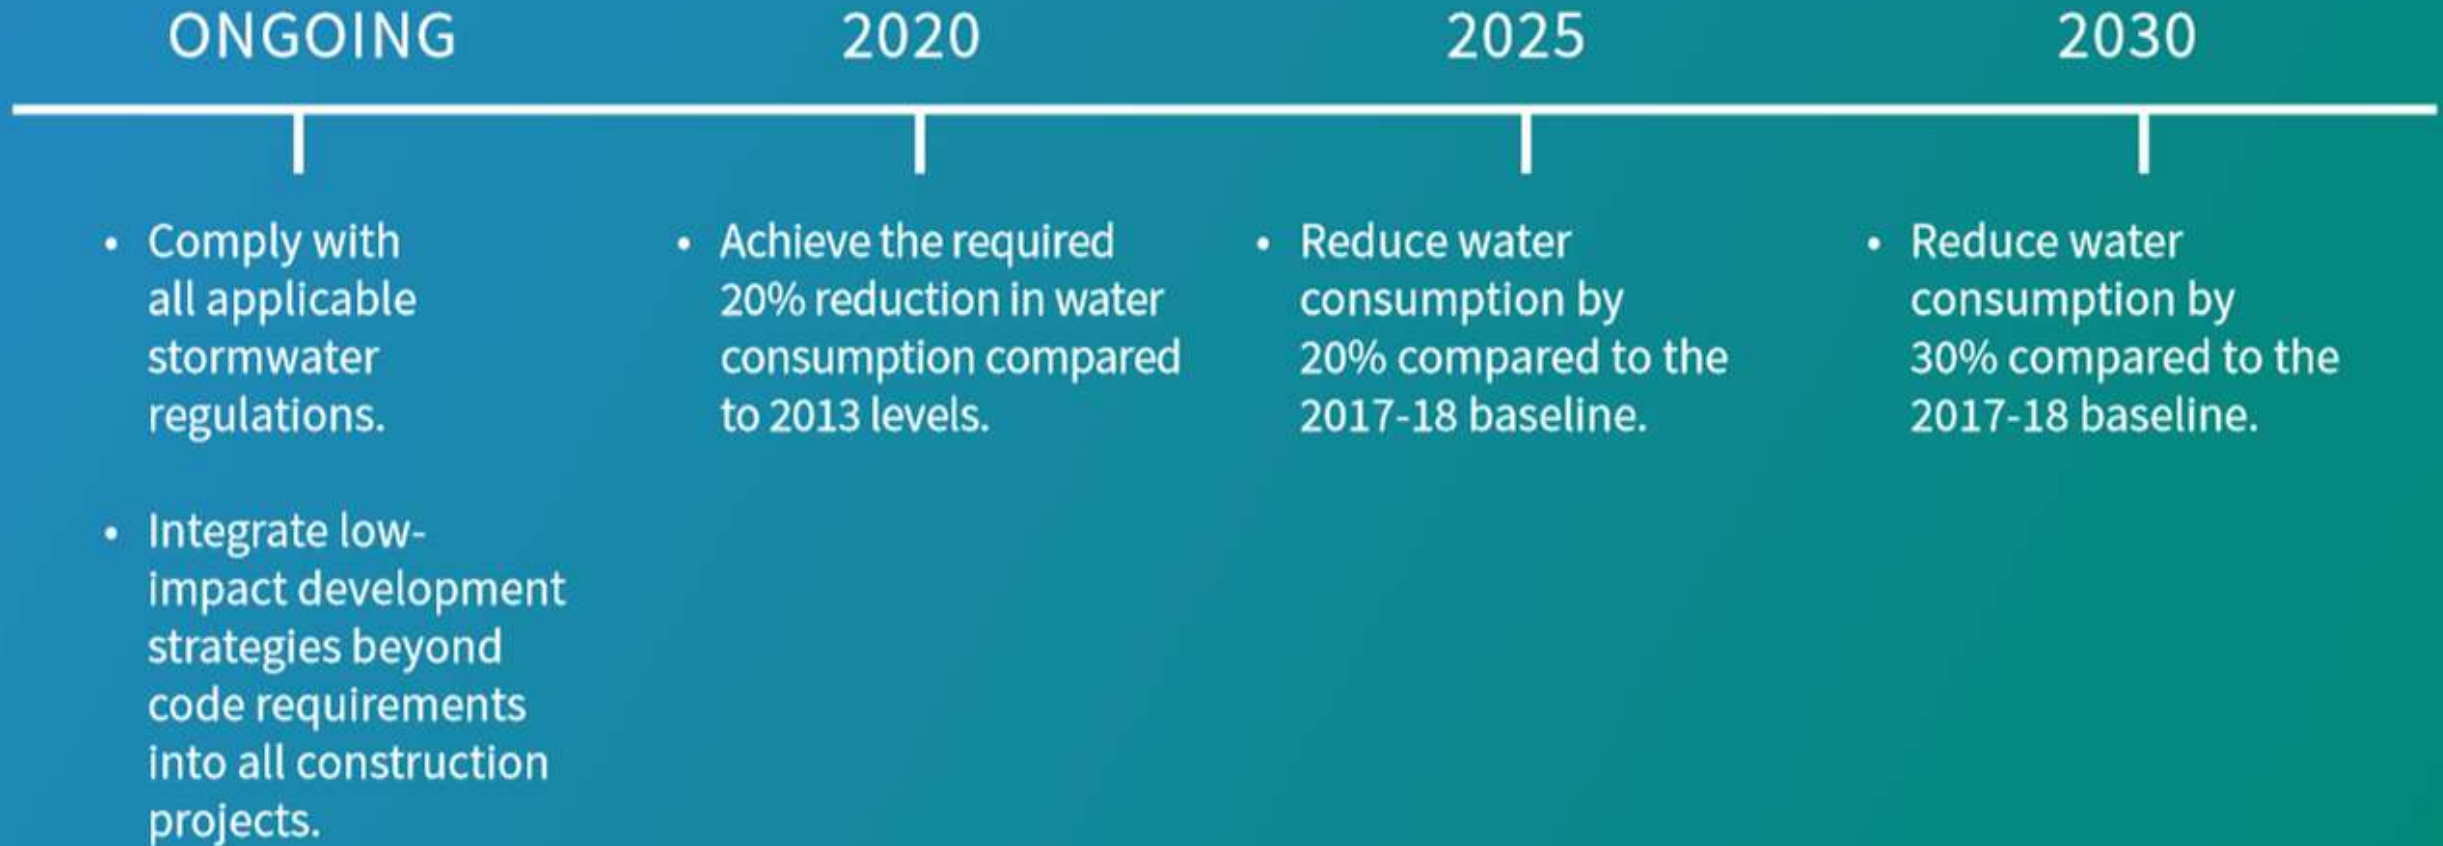 ONGOING
2020
2025
2030
• Comply with
all applicable
stormwater
regulations.
• Integrate low-
impact development
strategies beyond
code requirements
into all construction
projects.
• Achieve the required
20% reduction in water
consumption compared
to 2013 levels.
• Reduce water
consumption by
20% compared to the
2017-18 baseline.
• Reduce water
consumption by
30% compared to the
2017-18 baseline.